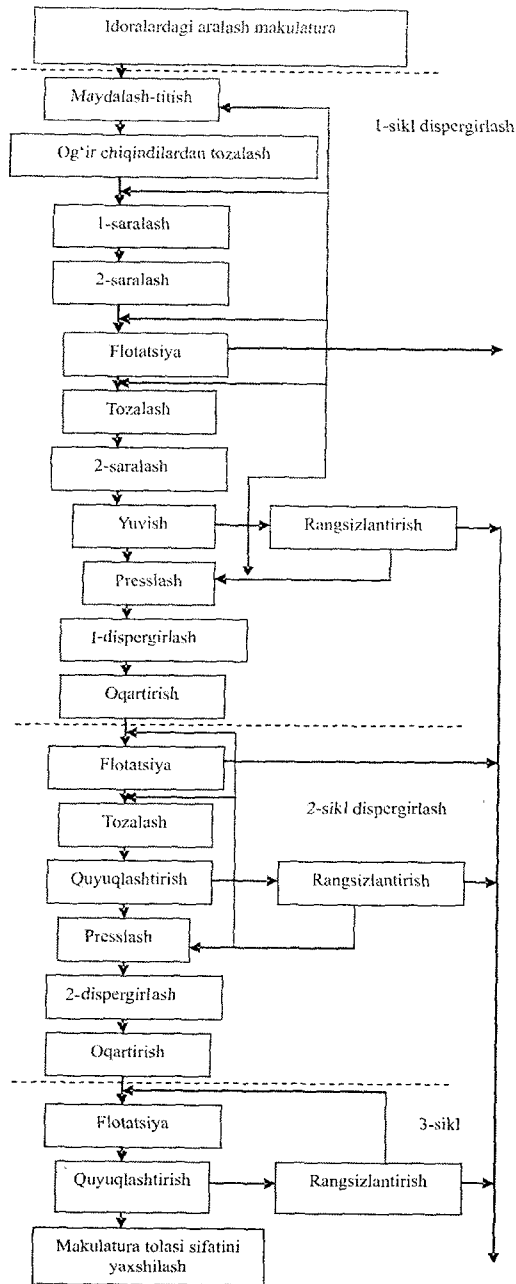 Idoralardagi aralash makulatura
Maydalash-titish
1-sikl dispergirlash
Og‘ir chiqindilardan tozalash
1-saralash
2-saralash
Flotatsiya
Tozalash
2-saralash
Yuvish
Rangsizlantirish
Presslash
1-dispergirlash
Oqartirish
Flotatsiya
2-sikl dispergirlash
Tozalash
Quyuqlashtirish
Rangsizlantirish
Presslash
2-dispergirlash
Oqartirish
Flotatsiya
3-sikl
Quyuqlashtirish
Rangsizlantirish
Makulatura tolasi sifatini
yaxshilash